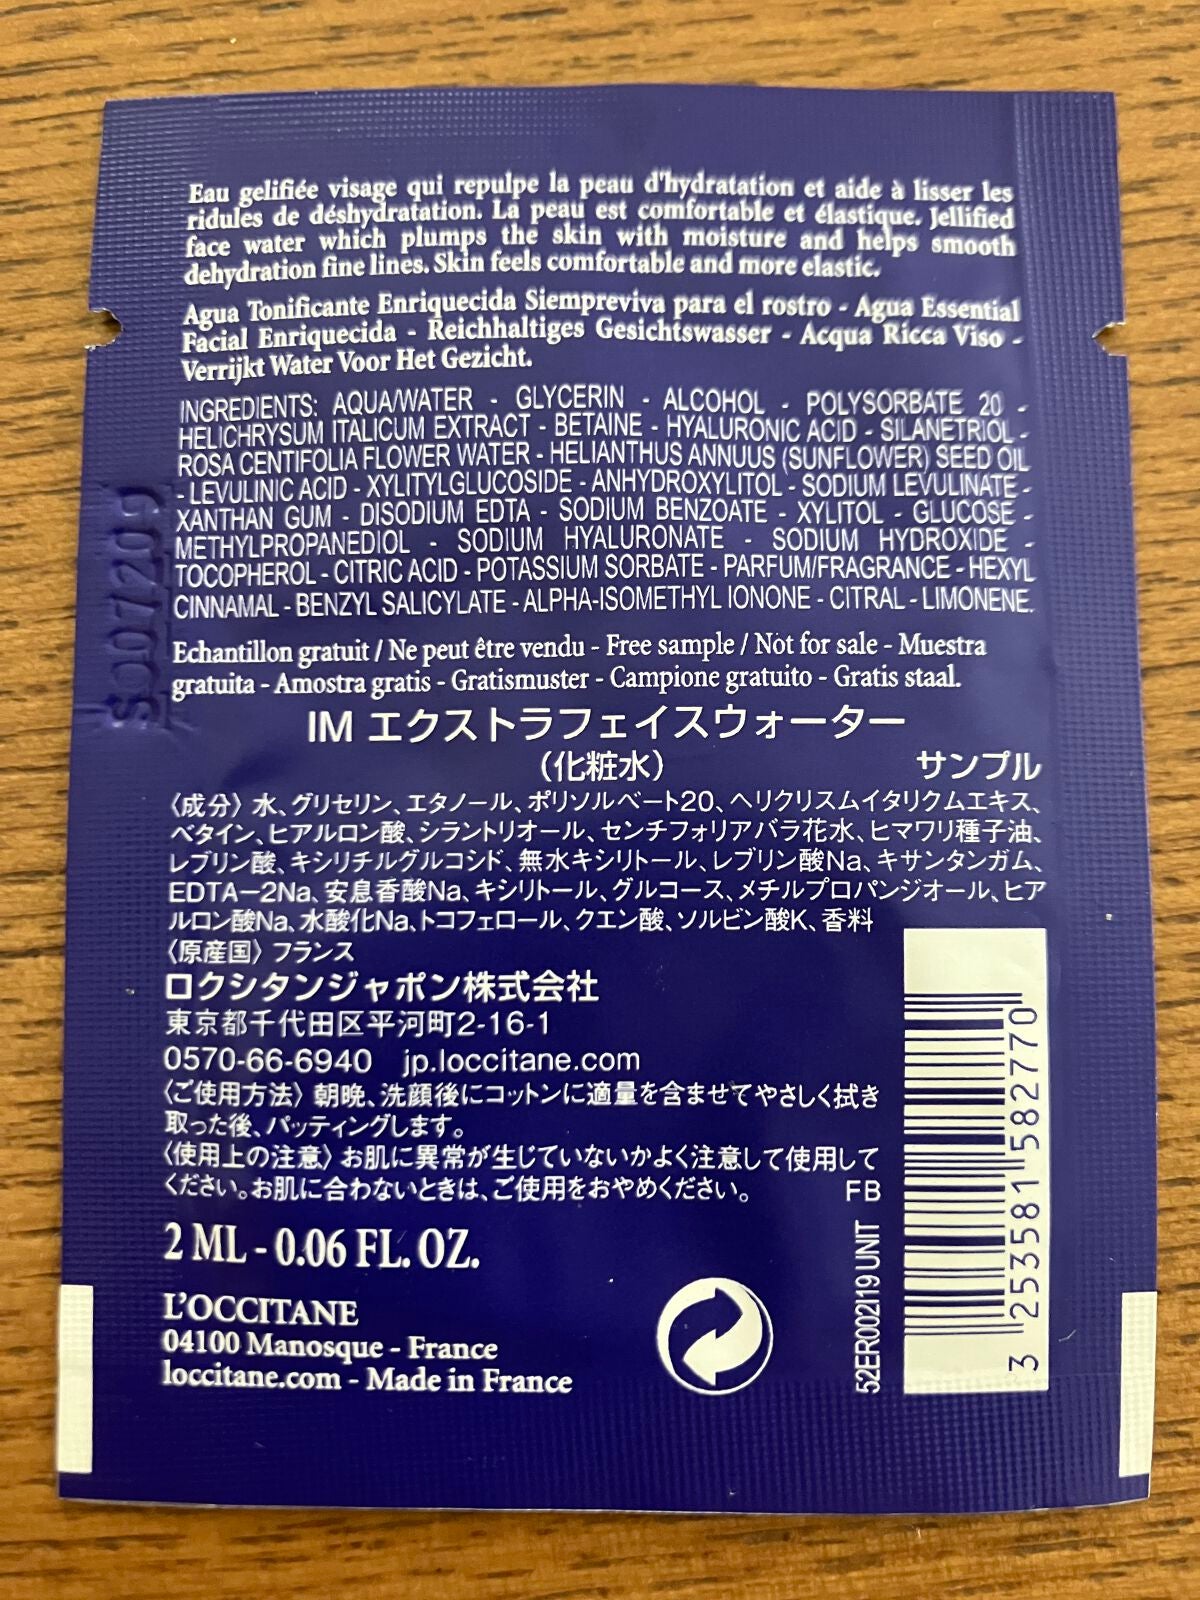 Eau gelifiée visage qui repulpe la peau d'hydratation et aide à lisser les
ridules de déshydratation. La peau est comfortable et élastique. Jellified
face water which plumps the skin with moisture and helps smooth
dehydration fine lines. Skin feels comfortable and more elastic.
Agua Tonificante Enriquecida Siempreviva para el rostro - Agua Essential
Facial Enriquecida - Reichhaltiges Gesichtswasser - Acqua Ricca Viso -
Verrijkt Water Voor Het Gezicht.
INGREDIENTS: AQUA/WATER - GLYCERIN - ALCOHOL - POLYSORBATE 20 -
HELICHRYSUM ITALICUM EXTRACT - BETAINE - HYALURONIC ACID - SILANETRIOL -
ROSA CENTIFOLIA FLOWER WATER - HELIANTHUS ANNUUS (SUNFLOWER) SEED OIL
- LEVULINIC ACID - XYLITYLGLUCOSIDE - ANHYDROXYLITOL - SODIUM LEVULINATE -
XANTHAN GUM - DISODIUM EDTA - SODIUM BENZOATE - XYLITOL - GLUCOSE -
METHYLPROPANEDIOL - SODIUM HYALURONATE - SODIUM HYDROXIDE -
TOCOPHEROL - CITRIC ACID - POTASSIUM SORBATE - PARFUM/FRAGRANCE - HEXYL
CINNAMAL - BENZYL SALICYLATE - ALPHA-ISOMETHYL IONONE - CITRAL - LIMONENE.
Echantillon gratuit / Ne peut être vendu - Free sample / Not for sale - Muestra
gratuita - Amostra gratis - Gratismuster - Campione gratuito - Gratis staal.
IM エクストラフェイスウォーター
(化粧水) サンプル
〈成分〉水、グリセリン、エタノール、ポリソルベート20、ヘリクリスムイタリクムエキス、
ベタイン、ヒアルロン酸、シラントリオール、センチフォリアバラ花水、ヒマワリ種子油、
レブリン酸、キシリチルグルコシド、無水キシリトール、レブリン酸Na、キサンタンガム、
EDTAー2Na、安息香酸Na、キシリトール、グルコース、メチルプロパンジオール、ヒア
ルロン酸Na、水酸化Na、トコフェロール、クエン酸、ソルビン酸K、香料
〈原産国〉フランス
ロクシタンジャポン株式会社
東京都千代田区平河町2-16-1
0570-66-6940 jp.loccitane.com
〈ご使用方法〉朝晩、洗顔後にコットンに適量を含ませてやさしく拭き
取った後、パッティングします。
〈使用上の注意〉お肌に異常が生じていないかよく注意して使用して
ください。お肌に合わないときは、ご使用をおやめください。 FB
2 ML - 0.06 FL. OZ.
L'OCCITANE
04100 Manosque - France
loccitane.com - Made in France
52ER002I19 UNIT
3 253581 582770